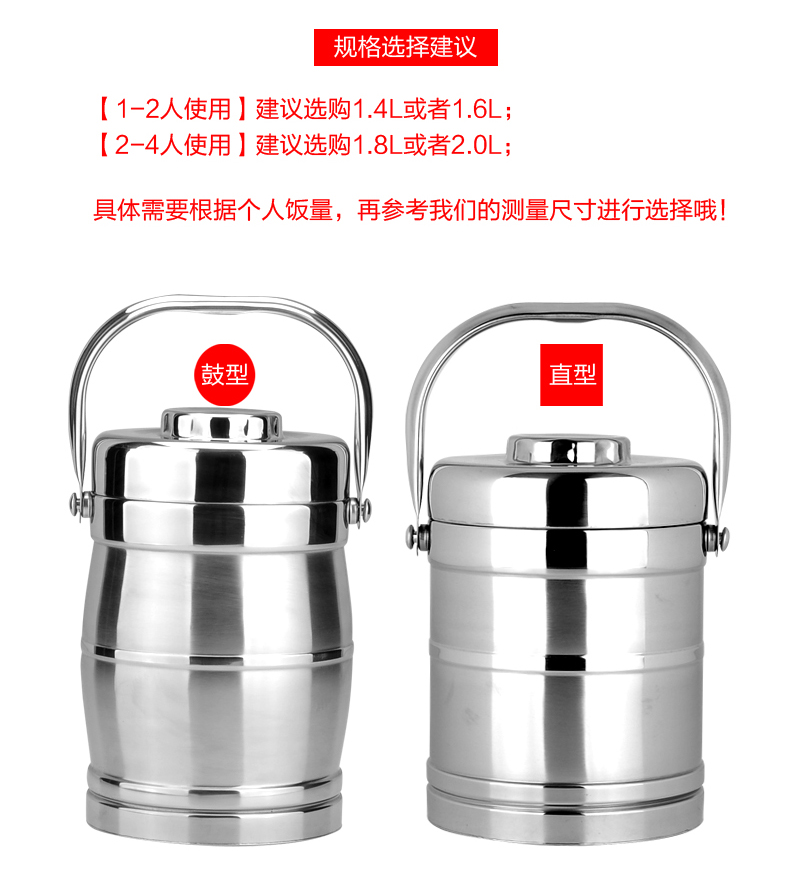 规格选择建议
【1-2人使用】建议选购1.4L或者1.6L；
【2-4人使用】建议选购1.8L或者2.0L；
具体需要根据个人饭量，再参考我们的测量尺寸进行选择哦！
鼓型
直型